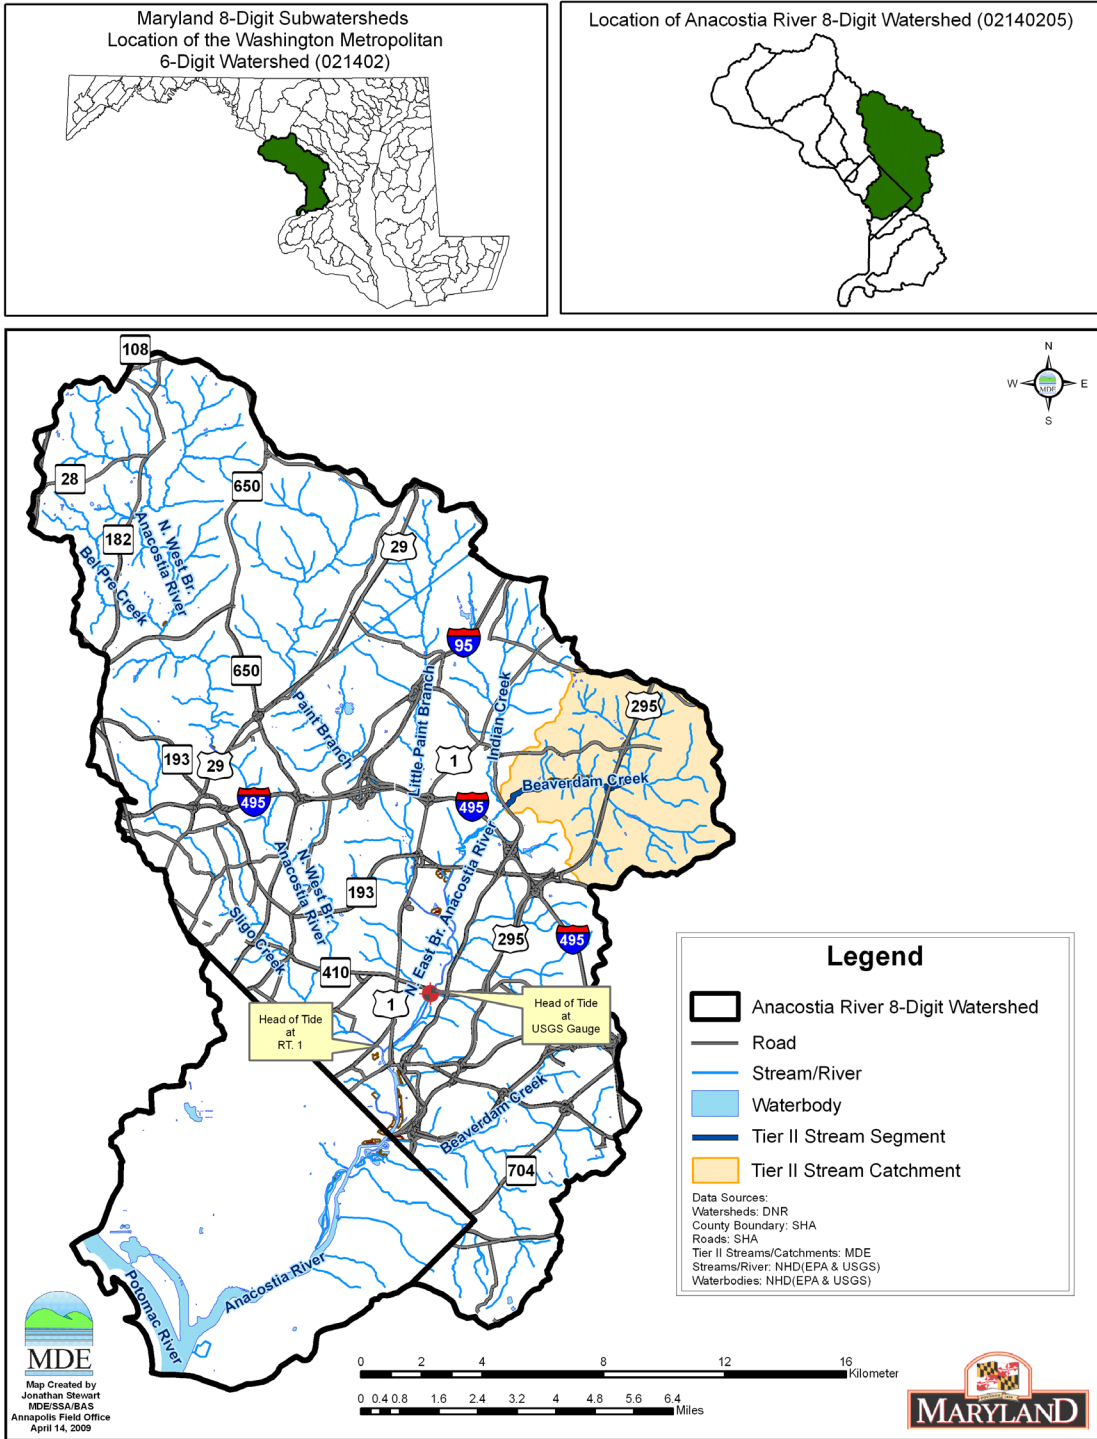 Maryland 8-Digit Subwatersheds
Location of the Washington Metropolitan
6-Digit Watershed (021402)
Location of Anacostia River 8-Digit Watershed (02140205)
N
W
E
S
MDE
108
28
650
182
29
N. West Br.
Anacostia River
Bel Pre Creek
95
650
295
Paint Branch
Little Paint Branch
Indian Creek
193
29
1
Beaverdam Creek
495
495
N. West Br.
Anacostia River
193
N. East Br. Anacostia River
Sligo Creek
295
495
410
1
Head of Tide
at
RT. 1
Head of Tide
at
USGS Gauge
Beaverdam Creek
704
Anacostia River
Potomac River
Legend
Anacostia River 8-Digit Watershed
Road
Stream/River
Waterbody
Tier II Stream Segment
Tier II Stream Catchment
Data Sources:
Watersheds: DNR
County Boundary: SHA
Roads: SHA
Tier II Streams/Catchments: MDE
Streams/River: NHD(EPA & USGS)
Waterbodies: NHD(EPA & USGS)
MDE
Map Created by
Jonathan Stewart
MDE/SSA/BAS
Annapolis Field Office
April 14, 2009
0 2 4 8 12 16
Kilometer
0 0.4 0.8 1.6 2.4 3.2 4 4.8 5.6 6.4
Miles
MARYLAND